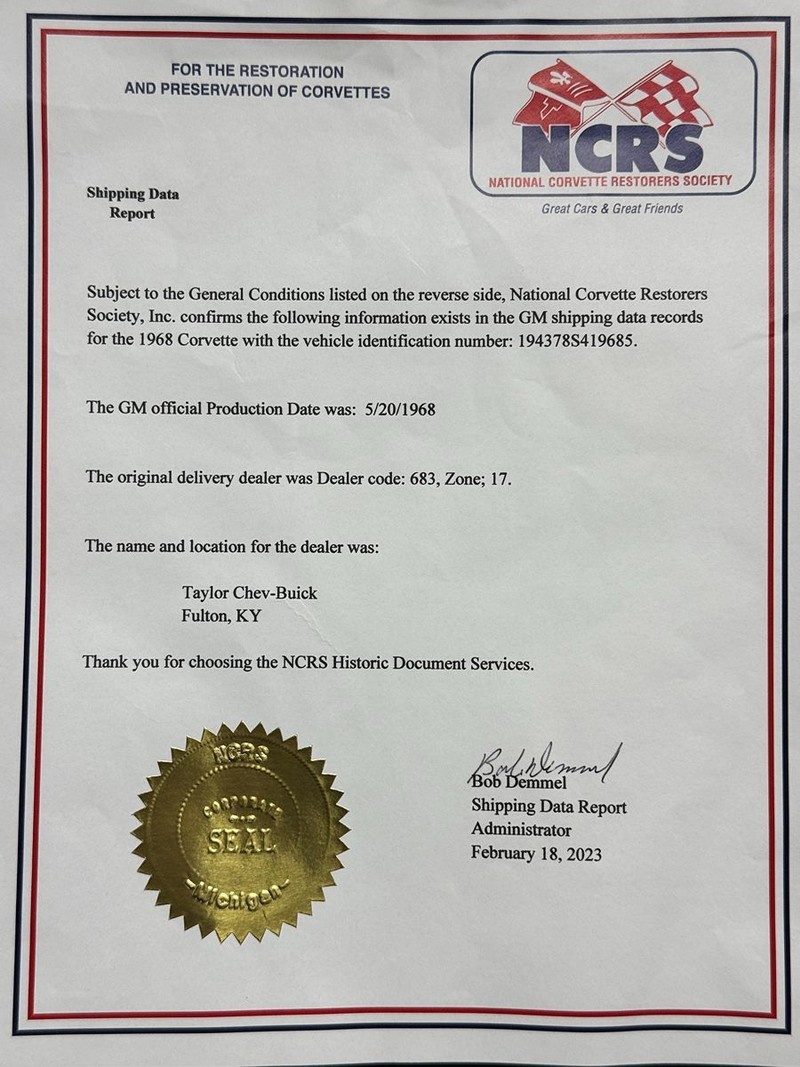 FOR THE RESTORATION
AND PRESERVATION OF CORVETTES
NCRS
NATIONAL CORVETTE RESTORERS SOCIETY
Great Cars & Great Friends
Shipping Data
Report
Subject to the General Conditions listed on the reverse side, National Corvette Restorers
Society, Inc. confirms the following information exists in the GM shipping data records
for the 1968 Corvette with the vehicle identification number: 194378S419685.
The GM official Production Date was: 5/20/1968
The original delivery dealer was Dealer code: 683, Zone; 17.
The name and location for the dealer was:
Taylor Chev-Buick
Fulton, KY
Thank you for choosing the NCRS Historic Document Services.
NCRS
CORPORATE
SEAL
Michigan
Bob Demmel
Bob Demmel
Shipping Data Report
Administrator
February 18, 2023